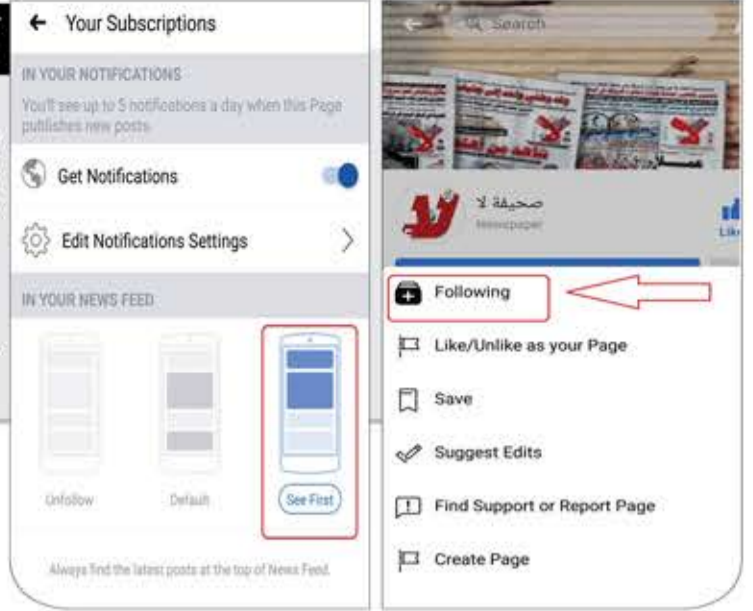 Your Subscriptions
IN YOUR NOTIFICATIONS
You'll see up to 5 notifications a day when this Page
publishes new posts.
Get Notifications
Edit Notifications Settings
IN YOUR NEWS FEED
Unfollow
Default
See First
Always find the latest posts at the top of News Feed.
Search
صحيفة لا
Newspaper
Like
Following
Like/Unlike as your Page
Save
Suggest Edits
Find Support or Report Page
Create Page